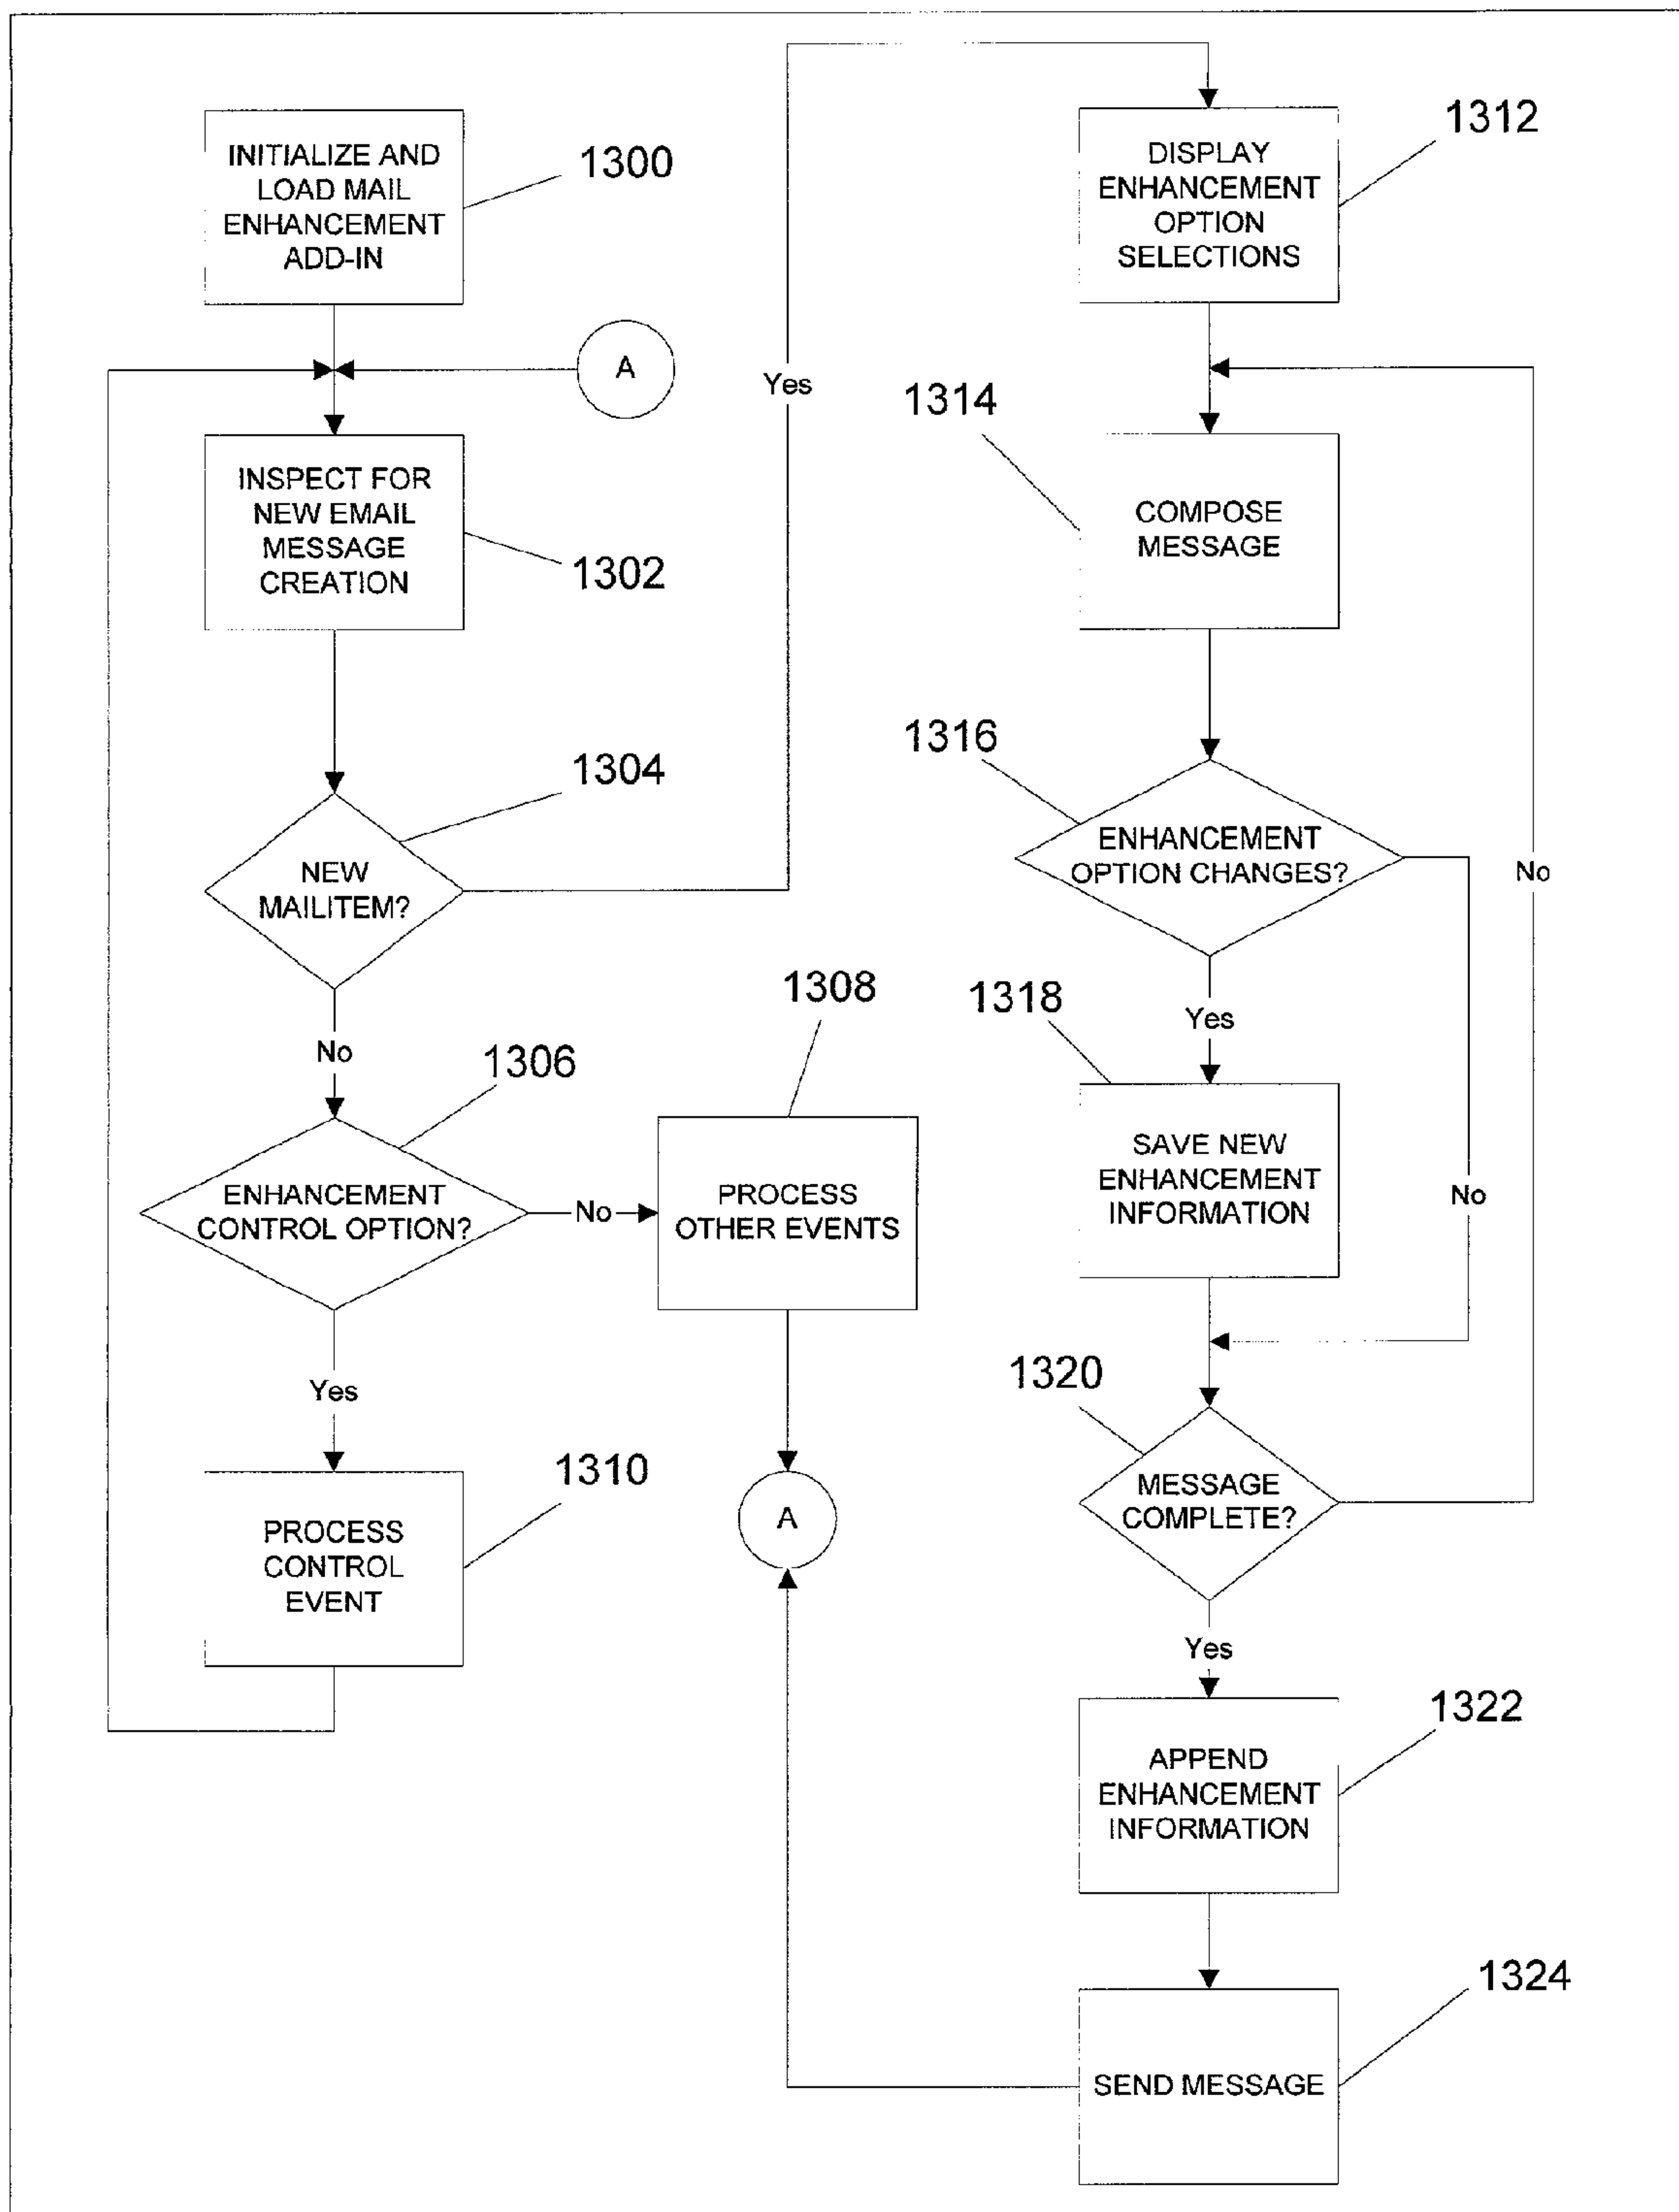 INITIALIZE AND
LOAD MAIL
ENHANCEMENT
ADD-IN
1300
A
INSPECT FOR
NEW EMAIL
MESSAGE
CREATION
1302
NEW
MAILITEM?
1304
Yes
No
ENHANCEMENT
CONTROL OPTION?
1306
No
PROCESS
OTHER EVENTS
1308
Yes
PROCESS
CONTROL
EVENT
1310
A
DISPLAY
ENHANCEMENT
OPTION
SELECTIONS
1312
COMPOSE
MESSAGE
1314
ENHANCEMENT
OPTION CHANGES?
1316
No
Yes
SAVE NEW
ENHANCEMENT
INFORMATION
1318
No
MESSAGE
COMPLETE?
1320
Yes
APPEND
ENHANCEMENT
INFORMATION
1322
SEND MESSAGE
1324